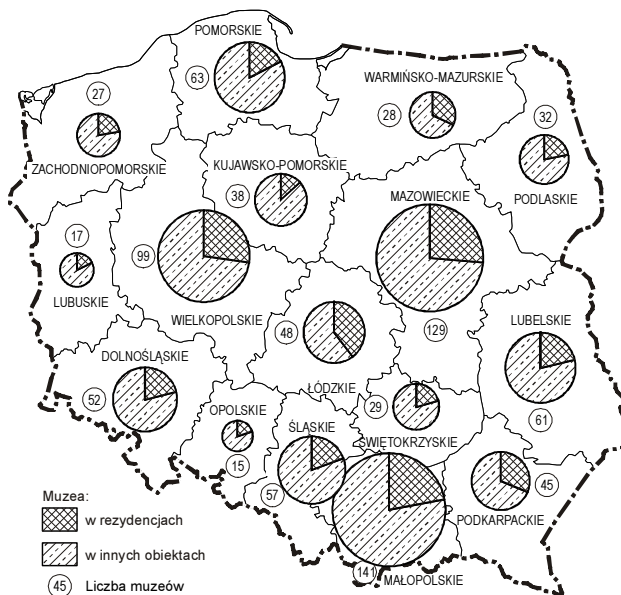 POMORSKIE
63
27
ZACHODNIOPOMORSKIE
WARMIŃSKO-MAZURSKIE
28
32
PODLASKIE
KUJAWSKO-POMORSKIE
38
MAZOWIECKIE
129
17
LUBUSKIE
99
WIELKOPOLSKIE
48
ŁÓDZKIE
LUBELSKIE
61
DOLNOŚLĄSKIE
52
OPOLSKIE
15
ŚLĄSKIE
57
29
ŚWIĘTOKRZYSKIE
45
PODKARPACKIE
141
MAŁOPOLSKIE
Muzea:
w rezydencjach
w innych obiektach
45 Liczba muzeów